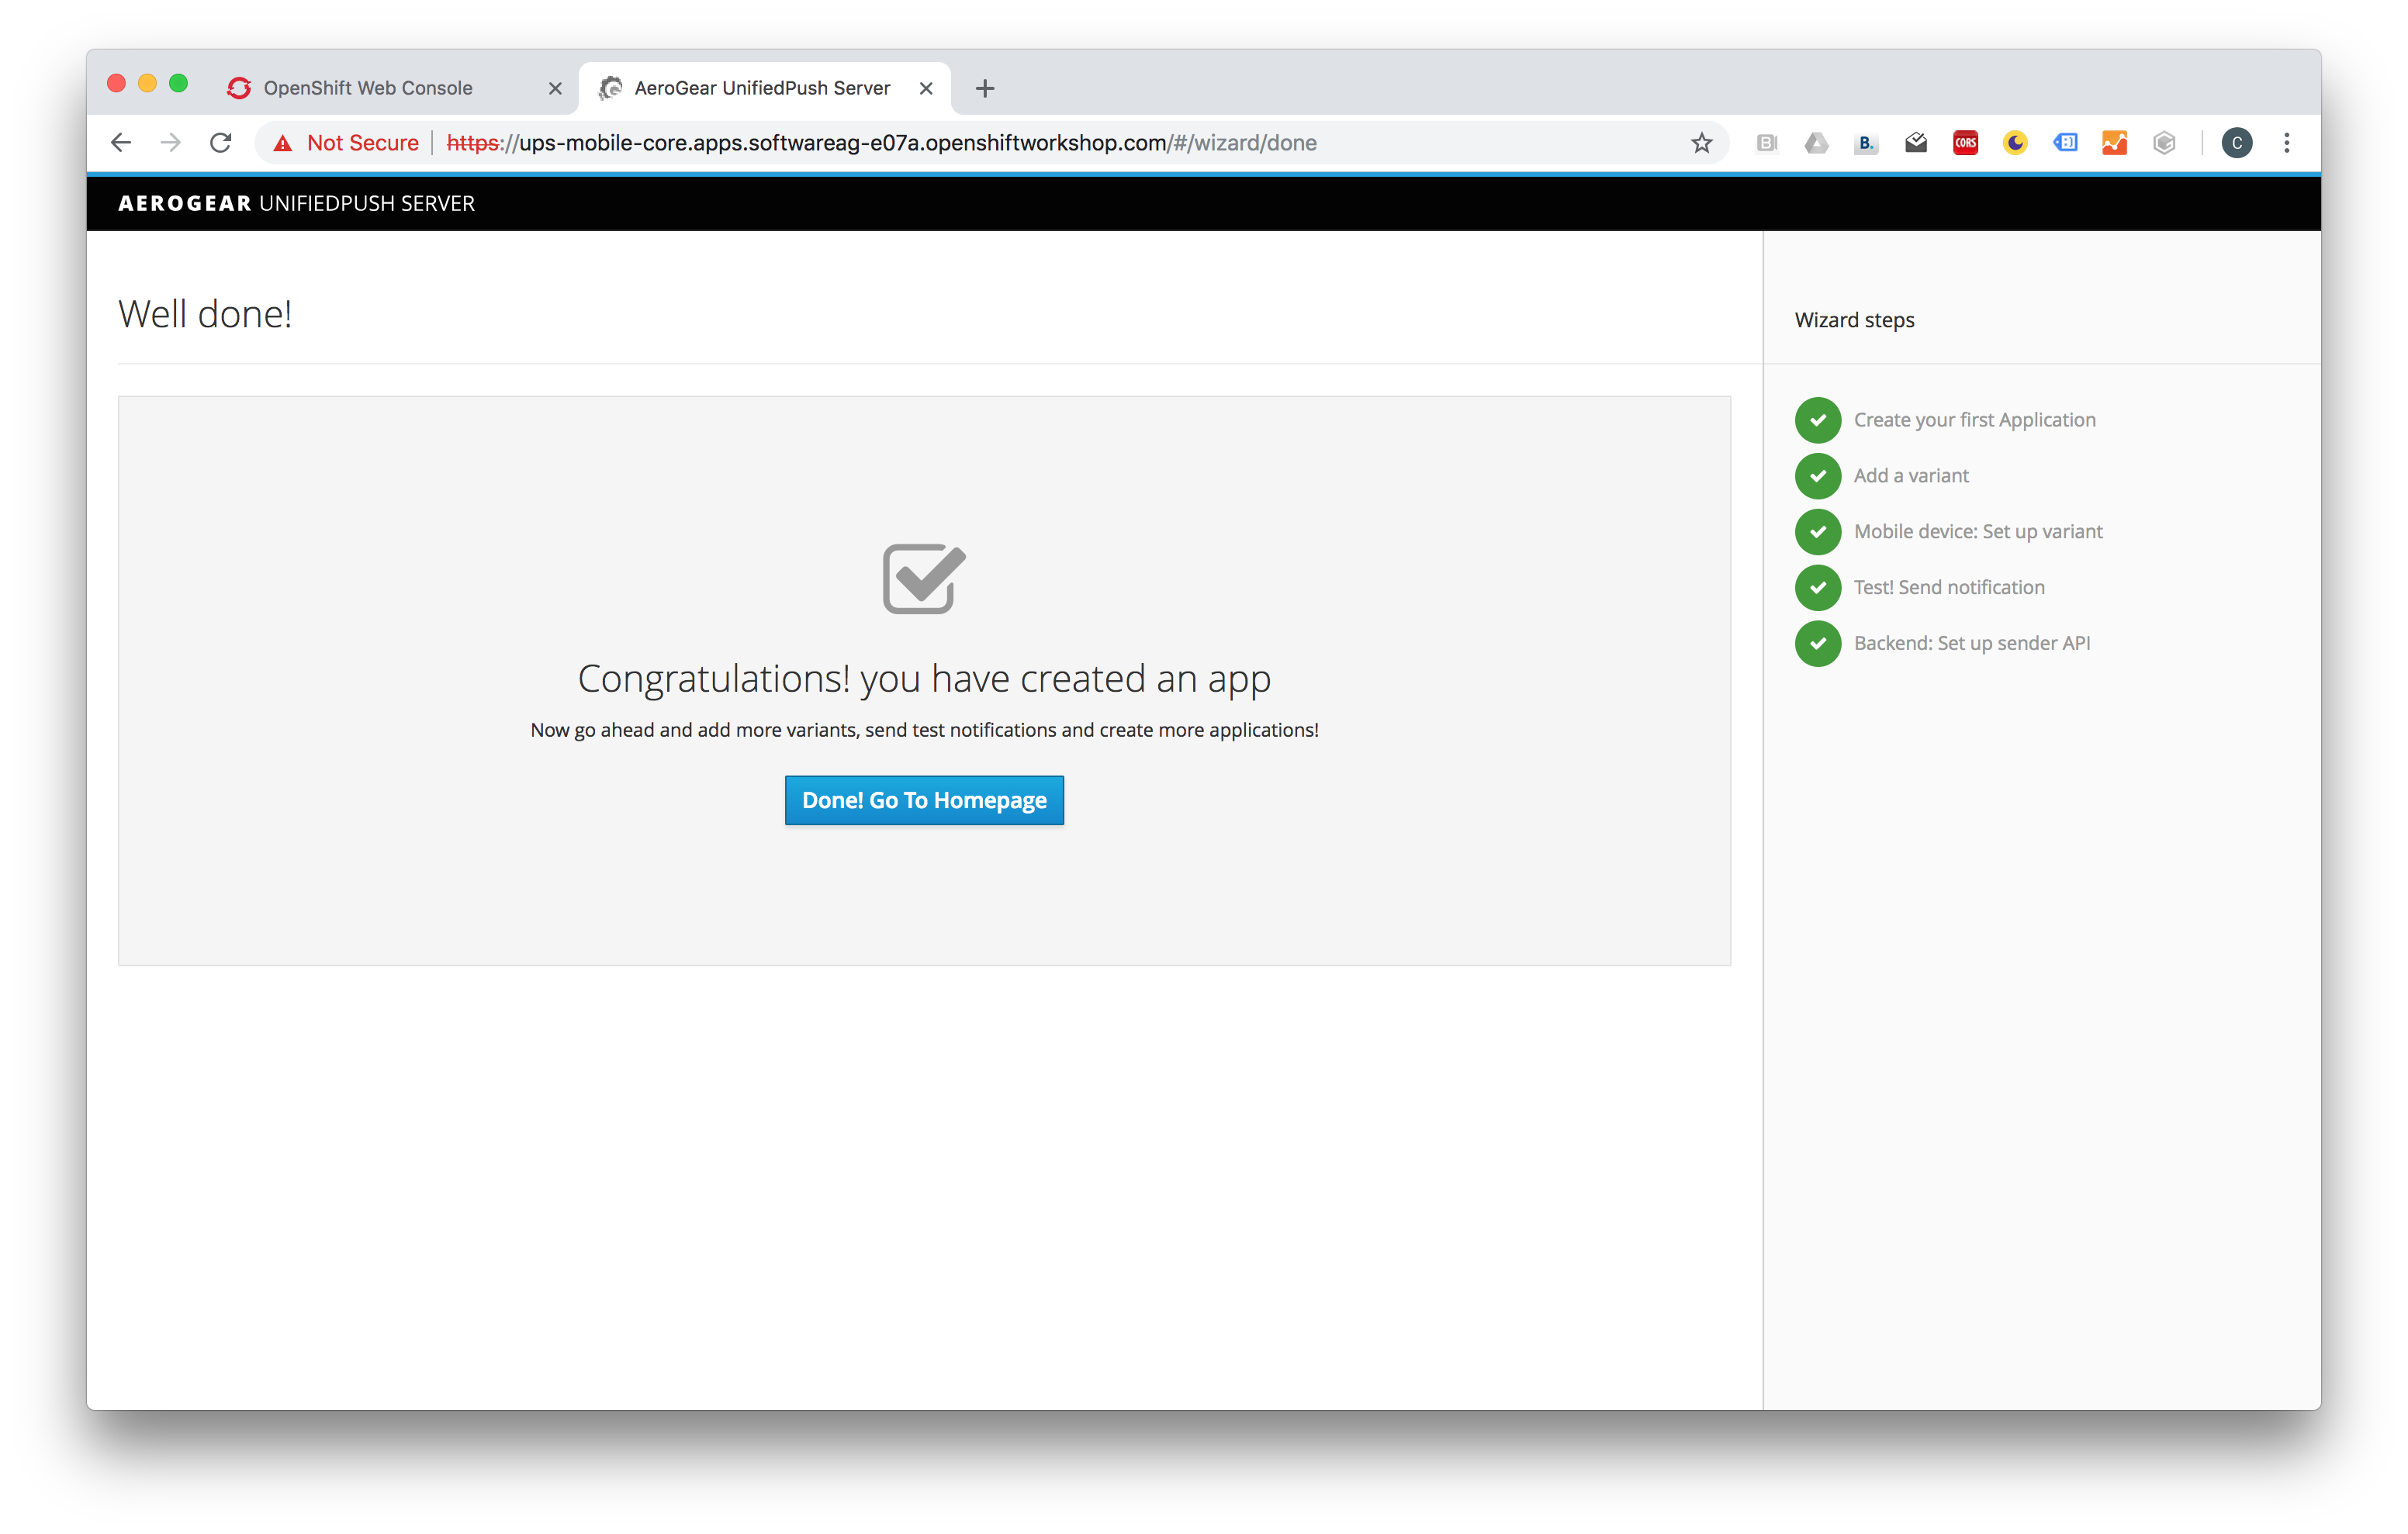 OpenShift Web Console
AeroGear UnifiedPush Server
Not Secure
https://ups-mobile-core.apps.softwareag-e07a.openshiftworkshop.com/#/wizard/done
B
B.
CORS
C
AEROGEAR UNIFIEDPUSH SERVER
Well done!
Congratulations! you have created an app
Now go ahead and add more variants, send test notifications and create more applications!
Done! Go To Homepage
Wizard steps
Create your first Application
Add a variant
Mobile device: Set up variant
Test! Send notification
Backend: Set up sender API